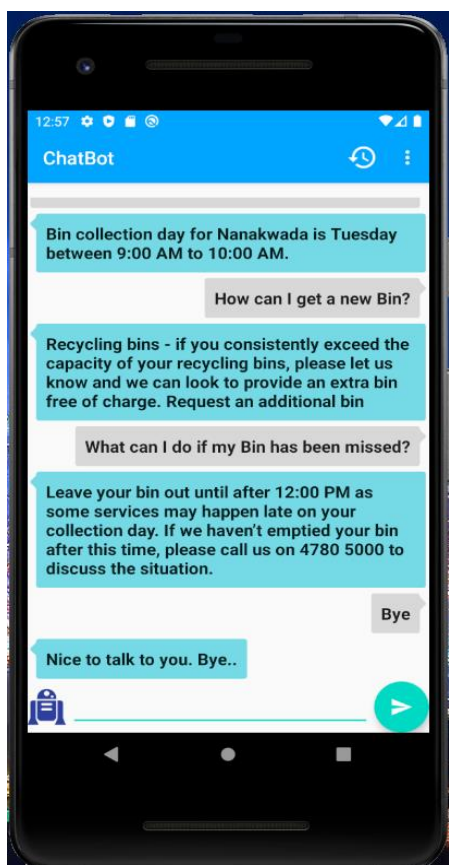 12:57
ChatBot
Bin collection day for Nanakwada is Tuesday
between 9:00 AM to 10:00 AM.
How can I get a new Bin?
Recycling bins - if you consistently exceed the
capacity of your recycling bins, please let us
know and we can look to provide an extra bin
free of charge. Request an additional bin
What can I do if my Bin has been missed?
Leave your bin out until after 12:00 PM as
some services may happen late on your
collection day. If we haven’t emptied your bin
after this time, please call us on 4780 5000 to
discuss the situation.
Bye
Nice to talk to you. Bye..